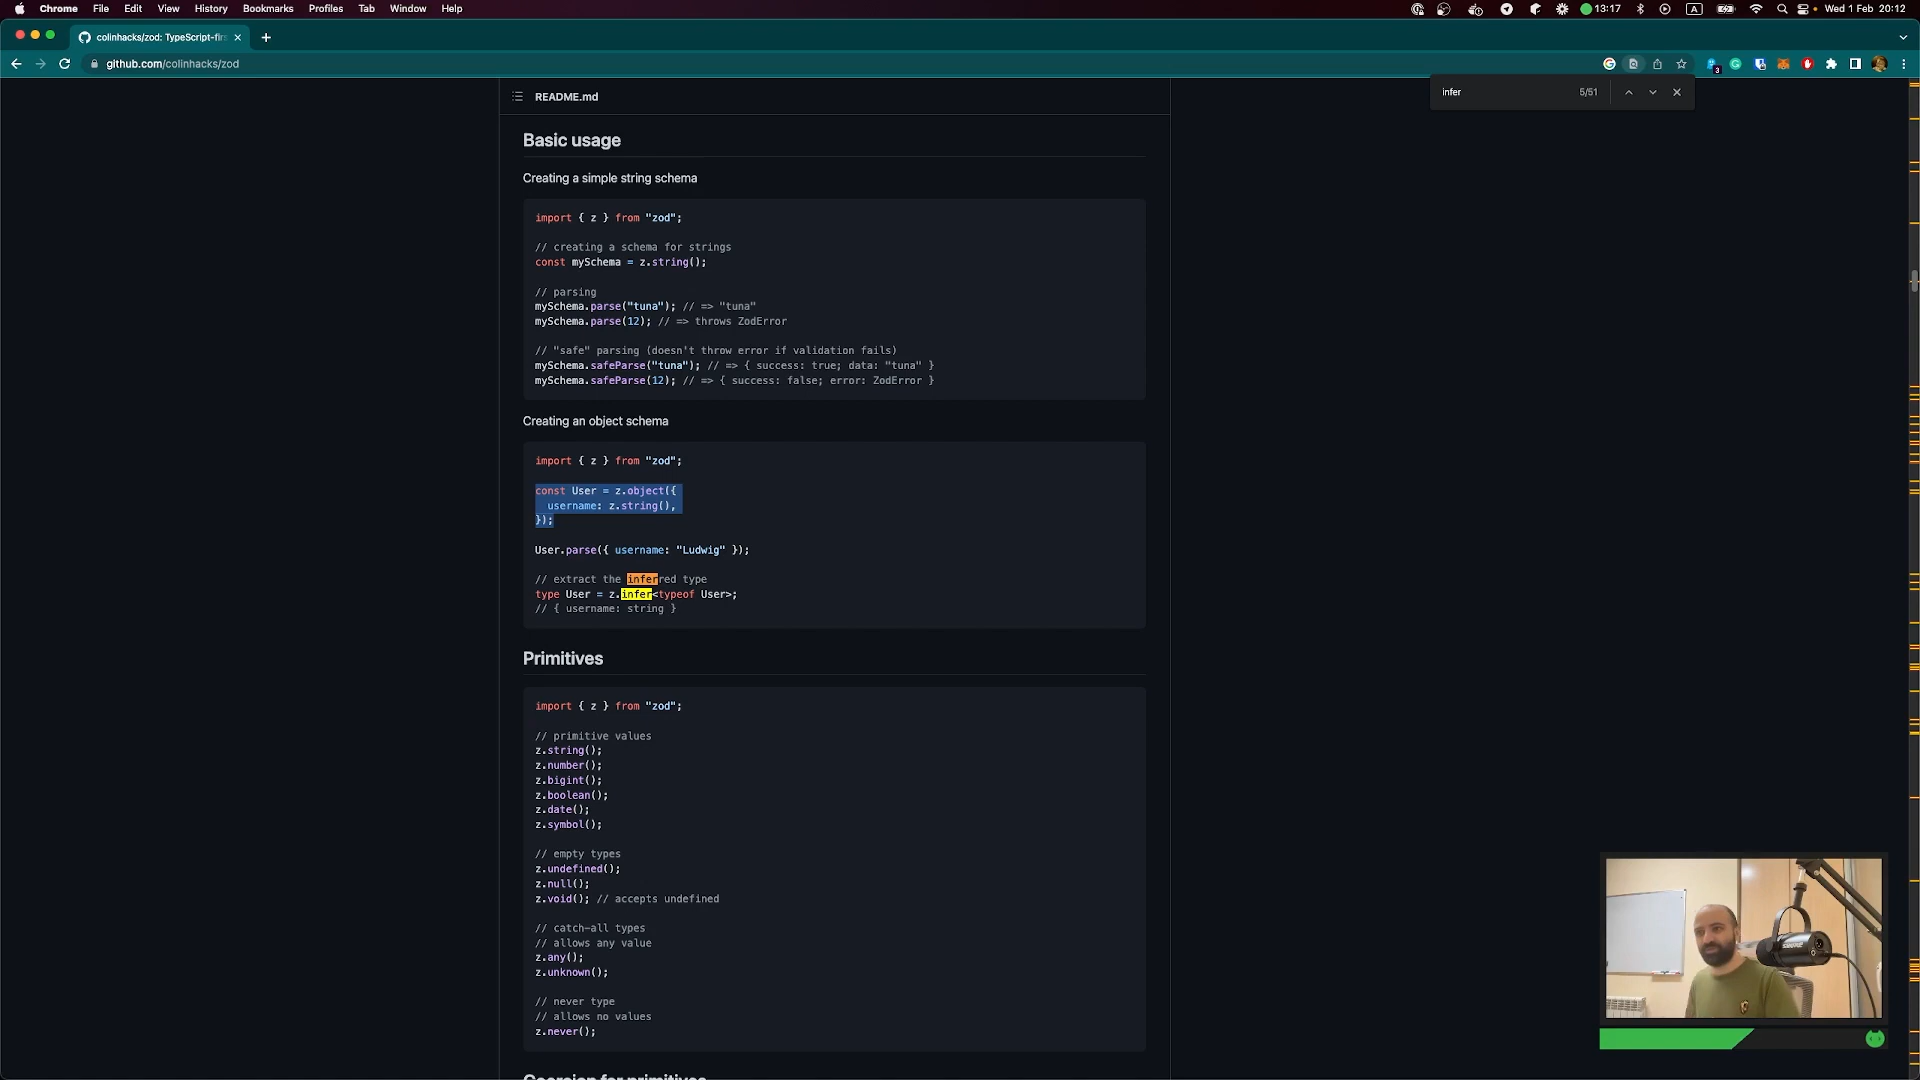 Chrome File Edit View History Bookmarks Profiles Tab Window Help 13:17 A Wed 1 Feb 20:12
colinhacks/zod: TypeScript-firs
github.com/colinhacks/zod
3
README.md
infer 5/51
Basic usage
Creating a simple string schema
import { z } from "zod";
// creating a schema for strings
const mySchema = z.string();
// parsing
mySchema.parse("tuna"); // => "tuna"
mySchema.parse(12); // => throws ZodError
// "safe" parsing (doesn't throw error if validation fails)
mySchema.safeParse("tuna"); // => { success: true; data: "tuna" }
mySchema.safeParse(12); // => { success: false; error: ZodError }
Creating an object schema
import { z } from "zod";
const User = z.object({
username: z.string(),
});
User.parse({ username: "Ludwig" });
// extract the inferred type
type User = z.infer<typeof User>;
// { username: string }
Primitives
import { z } from "zod";
// primitive values
z.string();
z.number();
z.bigint();
z.boolean();
z.date();
z.symbol();
// empty types
z.undefined();
z.null();
z.void(); // accepts undefined
// catch-all types
// allows any value
z.any();
z.unknown();
// never type
// allows no values
z.never();
Coercion for primitives